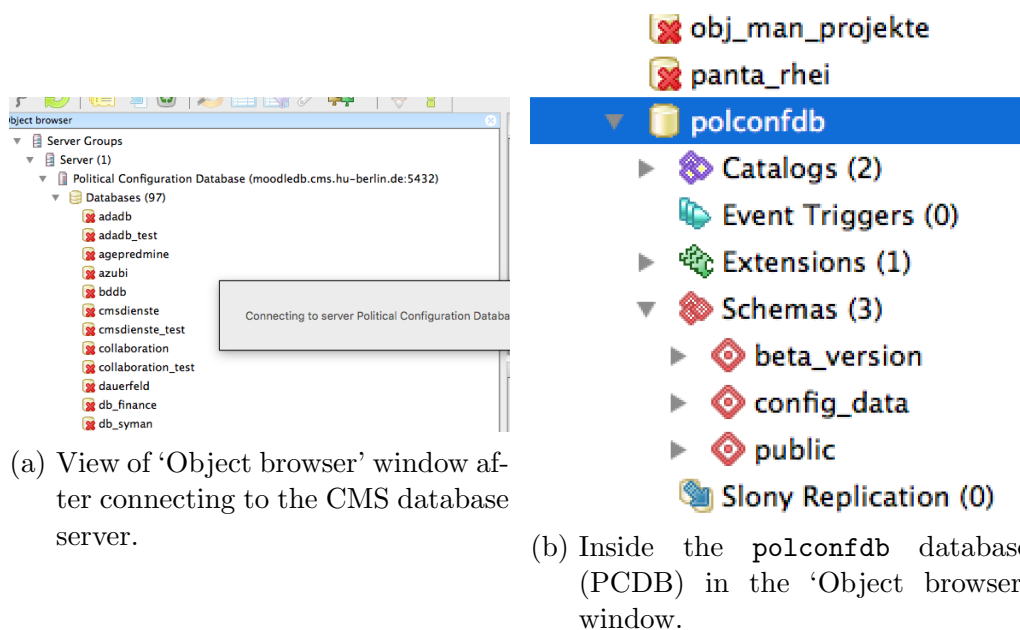 bject browser
Server Groups
Server (1)
Political Configuration Database (moodledb.cms.hu-berlin.de:5432)
Databases (97)
adadb
adadb_test
agepredmine
azubi
bddb
cmsdienste
cmsdienste_test
collaboration
collaboration_test
dauerfeld
db_finance
db_syman
Connecting to server Political Configuration Databa
(a) View of ‘Object browser’ window af-
ter connecting to the CMS database
server.
obj_man_projekte
panta_rhei
polconfdb
Catalogs (2)
Event Triggers (0)
Extensions (1)
Schemas (3)
beta_version
config_data
public
Slony Replication (0)
(b) Inside the polconfdb database
(PCDB) in the ‘Object browser
window.